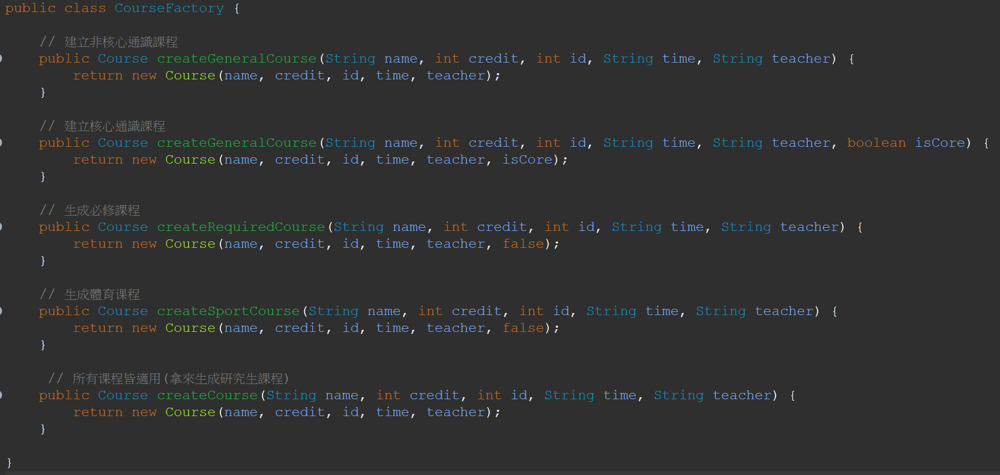 public class CourseFactory {
// 建立非核心通識課程
public Course createGeneralCourse(String name, int credit, int id, String time, String teacher) {
return new Course(name, credit, id, time, teacher);
}
// 建立核心通識課程
public Course createGeneralCourse(String name, int credit, int id, String time, String teacher, boolean isCore) {
return new Course(name, credit, id, time, teacher, isCore);
}
// 生成必修課程
public Course createRequiredCourse(String name, int credit, int id, String time, String teacher) {
return new Course(name, credit, id, time, teacher, false);
}
// 生成體育课程
public Course createSportCourse(String name, int credit, int id, String time, String teacher) {
return new Course(name, credit, id, time, teacher, false);
}
// 所有课程皆適用(拿來生成研究生課程)
public Course createCourse(String name, int credit, int id, String time, String teacher) {
return new Course(name, credit, id, time, teacher);
}
}